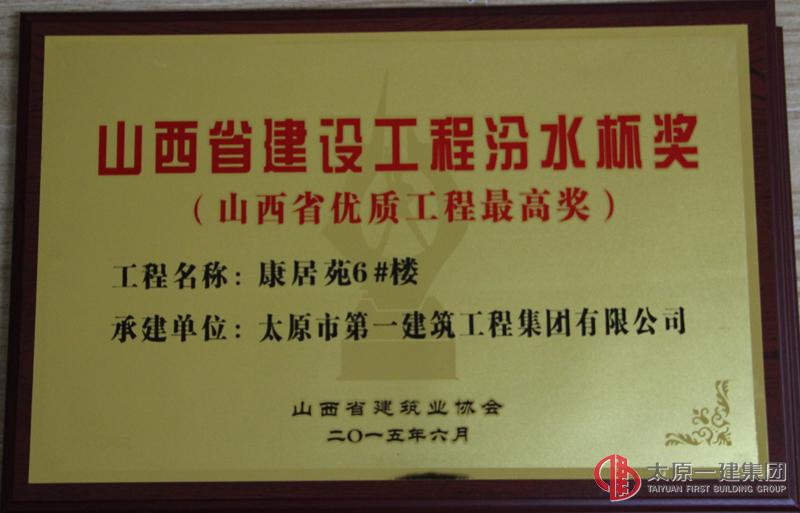 山西省建设工程汾水杯奖
（山西省优质工程最高奖）
工程名称：康居苑6#楼
承建单位：太原市第一建筑工程集团有限公司
山西省建筑业协会
二〇一五年六月
太原一建集团
TAIYUAN FIRST BUILDING GROUP